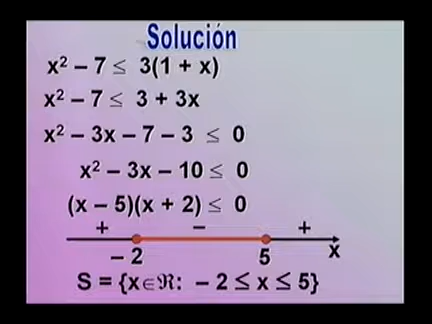 Solución
x² – 7 ≤ 3(1 + x)
x² – 7 ≤ 3 + 3x
x² – 3x – 7 – 3 ≤ 0
x² – 3x – 10 ≤ 0
(x – 5)(x + 2) ≤ 0
+ – +
– 2 5 x
S = {x∈ℜ: – 2 ≤ x ≤ 5}